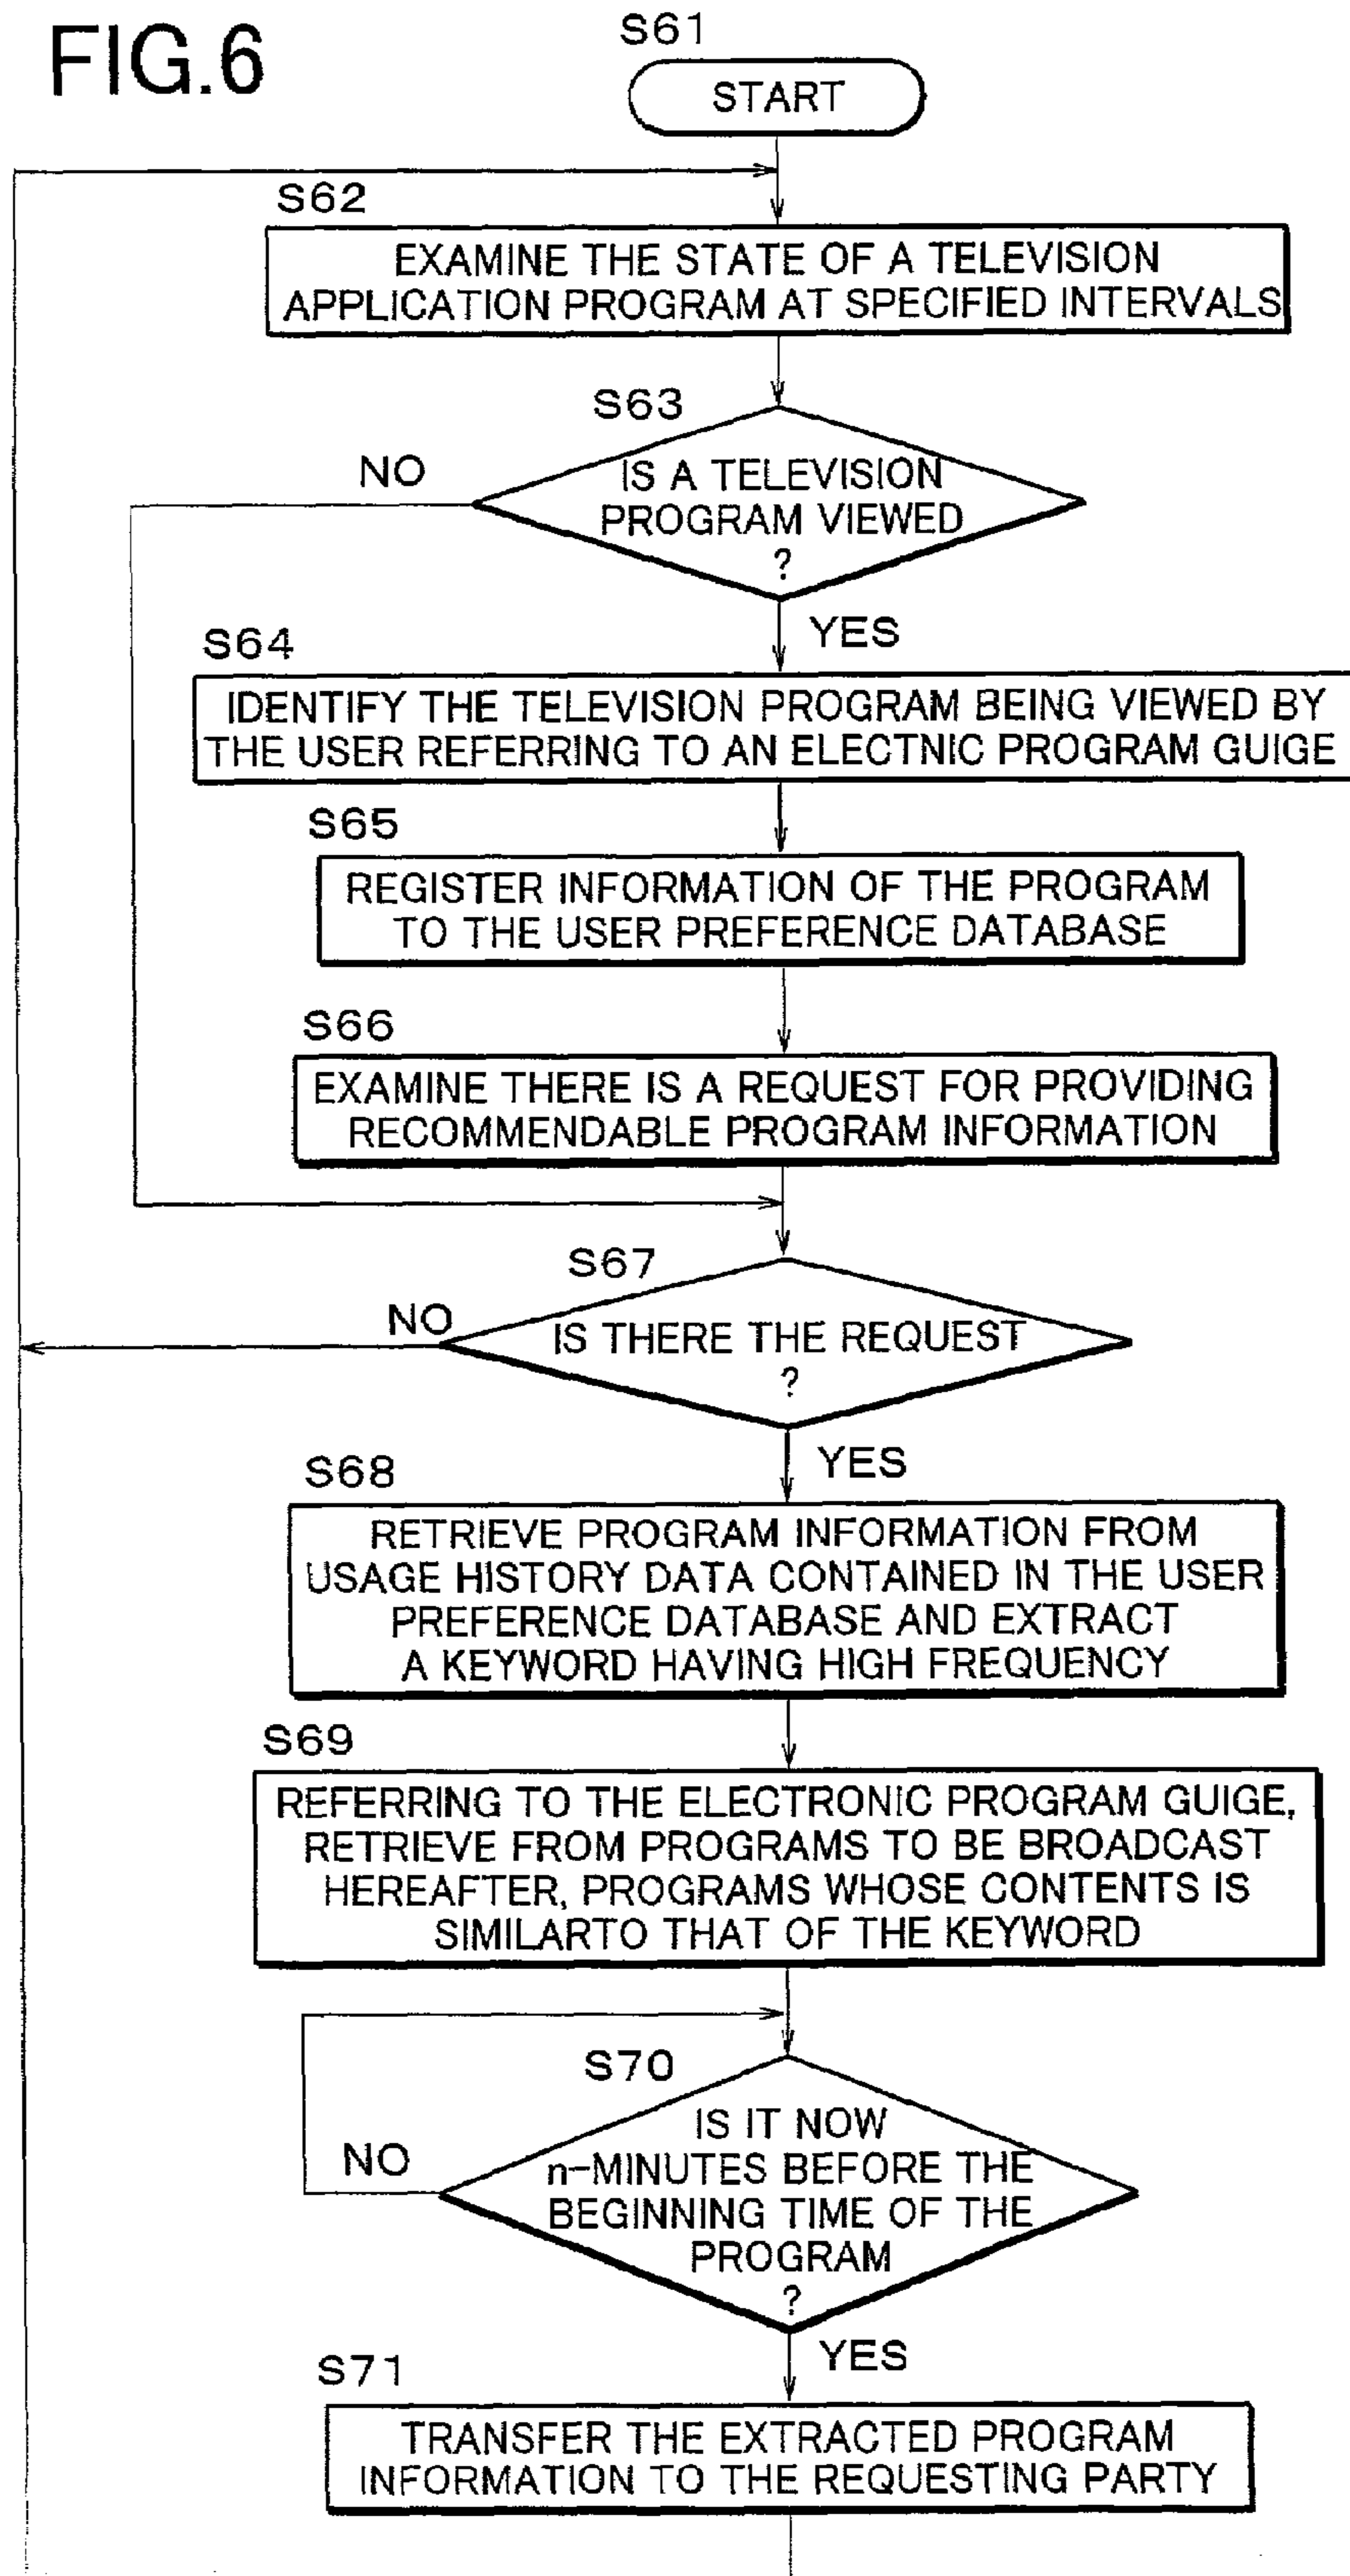 FIG.6
S61
START
S62
EXAMINE THE STATE OF A TELEVISION
APPLICATION PROGRAM AT SPECIFIED INTERVALS
S63
NO
IS A TELEVISION
PROGRAM VIEWED
?
YES
S64
IDENTIFY THE TELEVISION PROGRAM BEING VIEWED BY
THE USER REFERRING TO AN ELECTNIC PROGRAM GUIGE
S65
REGISTER INFORMATION OF THE PROGRAM
TO THE USER PREFERENCE DATABASE
S66
EXAMINE THERE IS A REQUEST FOR PROVIDING
RECOMMENDABLE PROGRAM INFORMATION
S67
NO
IS THERE THE REQUEST
?
YES
S68
RETRIEVE PROGRAM INFORMATION FROM
USAGE HISTORY DATA CONTAINED IN THE USER
PREFERENCE DATABASE AND EXTRACT
A KEYWORD HAVING HIGH FREQUENCY
S69
REFERRING TO THE ELECTRONIC PROGRAM GUIGE,
RETRIEVE FROM PROGRAMS TO BE BROADCAST
HEREAFTER, PROGRAMS WHOSE CONTENTS IS
SIMILARTO THAT OF THE KEYWORD
S70
NO
IS IT NOW
n-MINUTES BEFORE THE
BEGINNING TIME OF THE
PROGRAM
?
YES
S71
TRANSFER THE EXTRACTED PROGRAM
INFORMATION TO THE REQUESTING PARTY